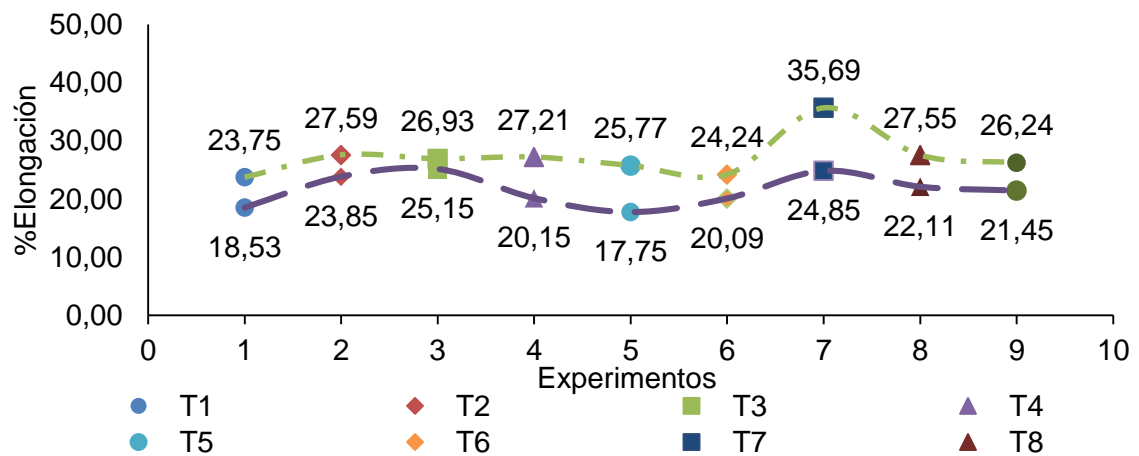 50,00
40,00
30,00
20,00
10,00
0,00
%Elongación
35,69
23,75 27,59 26,93 27,21 25,77 24,24 27,55 26,24
18,53 23,85 25,15 20,15 17,75 20,09 24,85 22,11 21,45
0 1 2 3 4 5 6 7 8 9 10
Experimentos
T1 T2 T3 T4
T5 T6 T7 T8